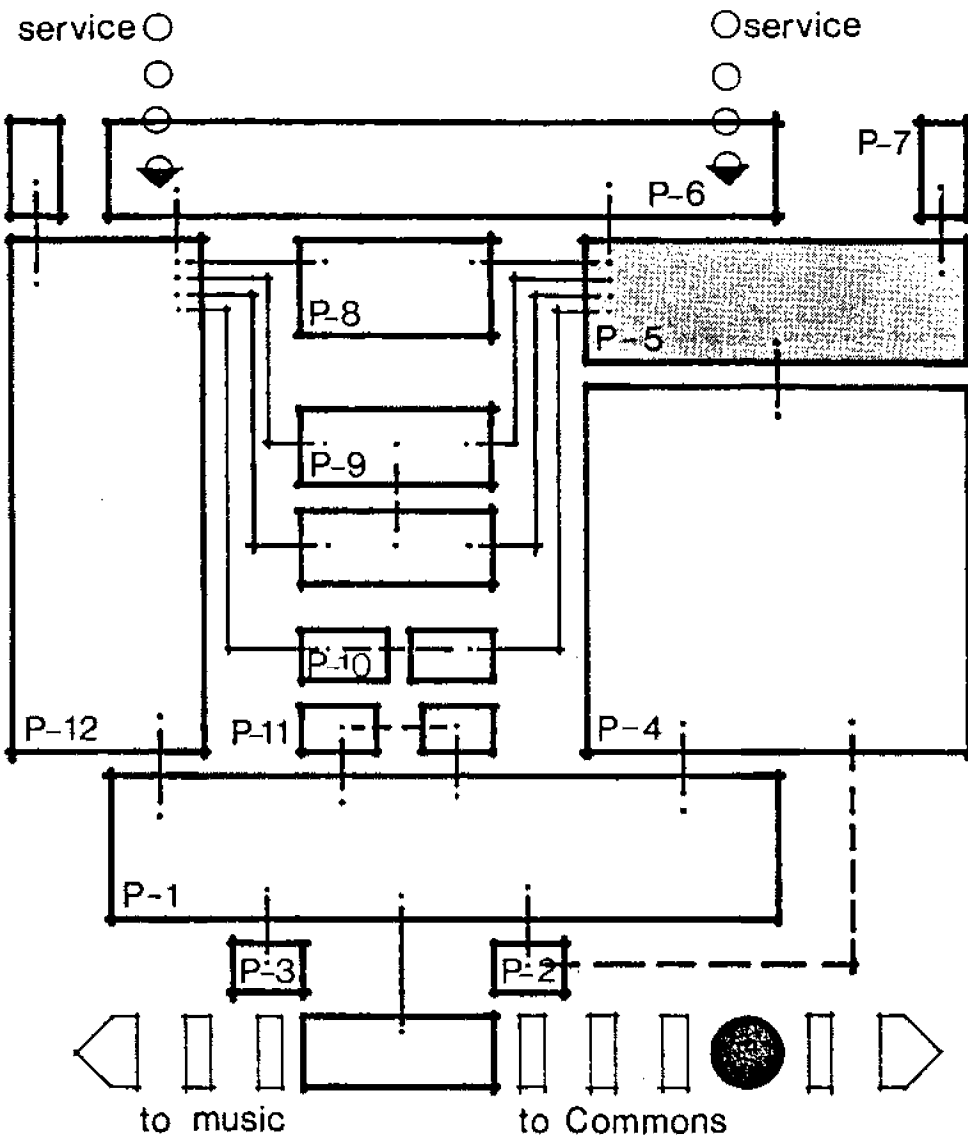 service
service
P-7
P-6
P-8
P-5
P-9
P-10
P-12
P-11
P-4
P-1
P-3
P-2
to music
to Commons